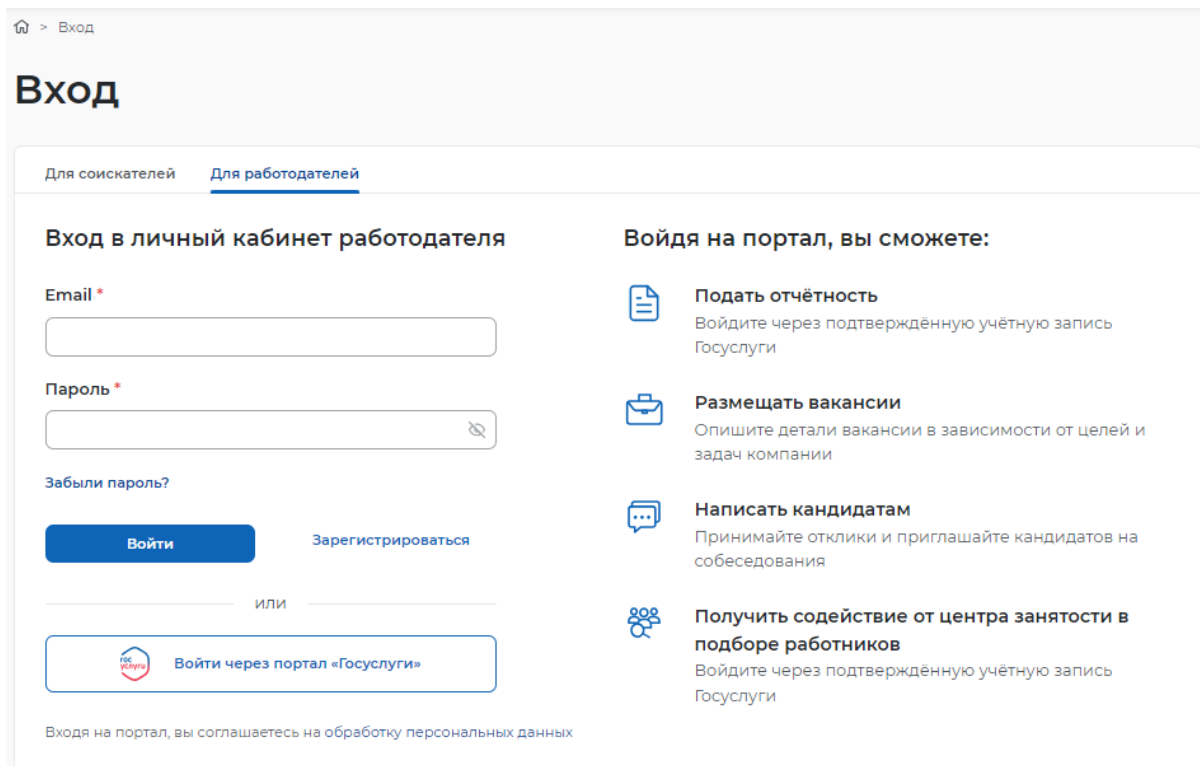 > Вход
Вход
Для соискателей
Для работодателей
Вход в личный кабинет работодателя
Email *
Пароль *
Забыли пароль?
Войти
Зарегистрироваться
или
гос
услуги
Войти через портал «Госуслуги»
Входя на портал, вы соглашаетесь на обработку персональных данных
Войдя на портал, вы сможете:
Подать отчётность
Войдите через подтверждённую учётную запись
Госуслуги
Размещать вакансии
Опишите детали вакансии в зависимости от целей и
задач компании
Написать кандидатам
Принимайте отклики и приглашайте кандидатов на
собеседования
Получить содействие от центра занятости в
подборе работников
Войдите через подтверждённую учётную запись
Госуслуги